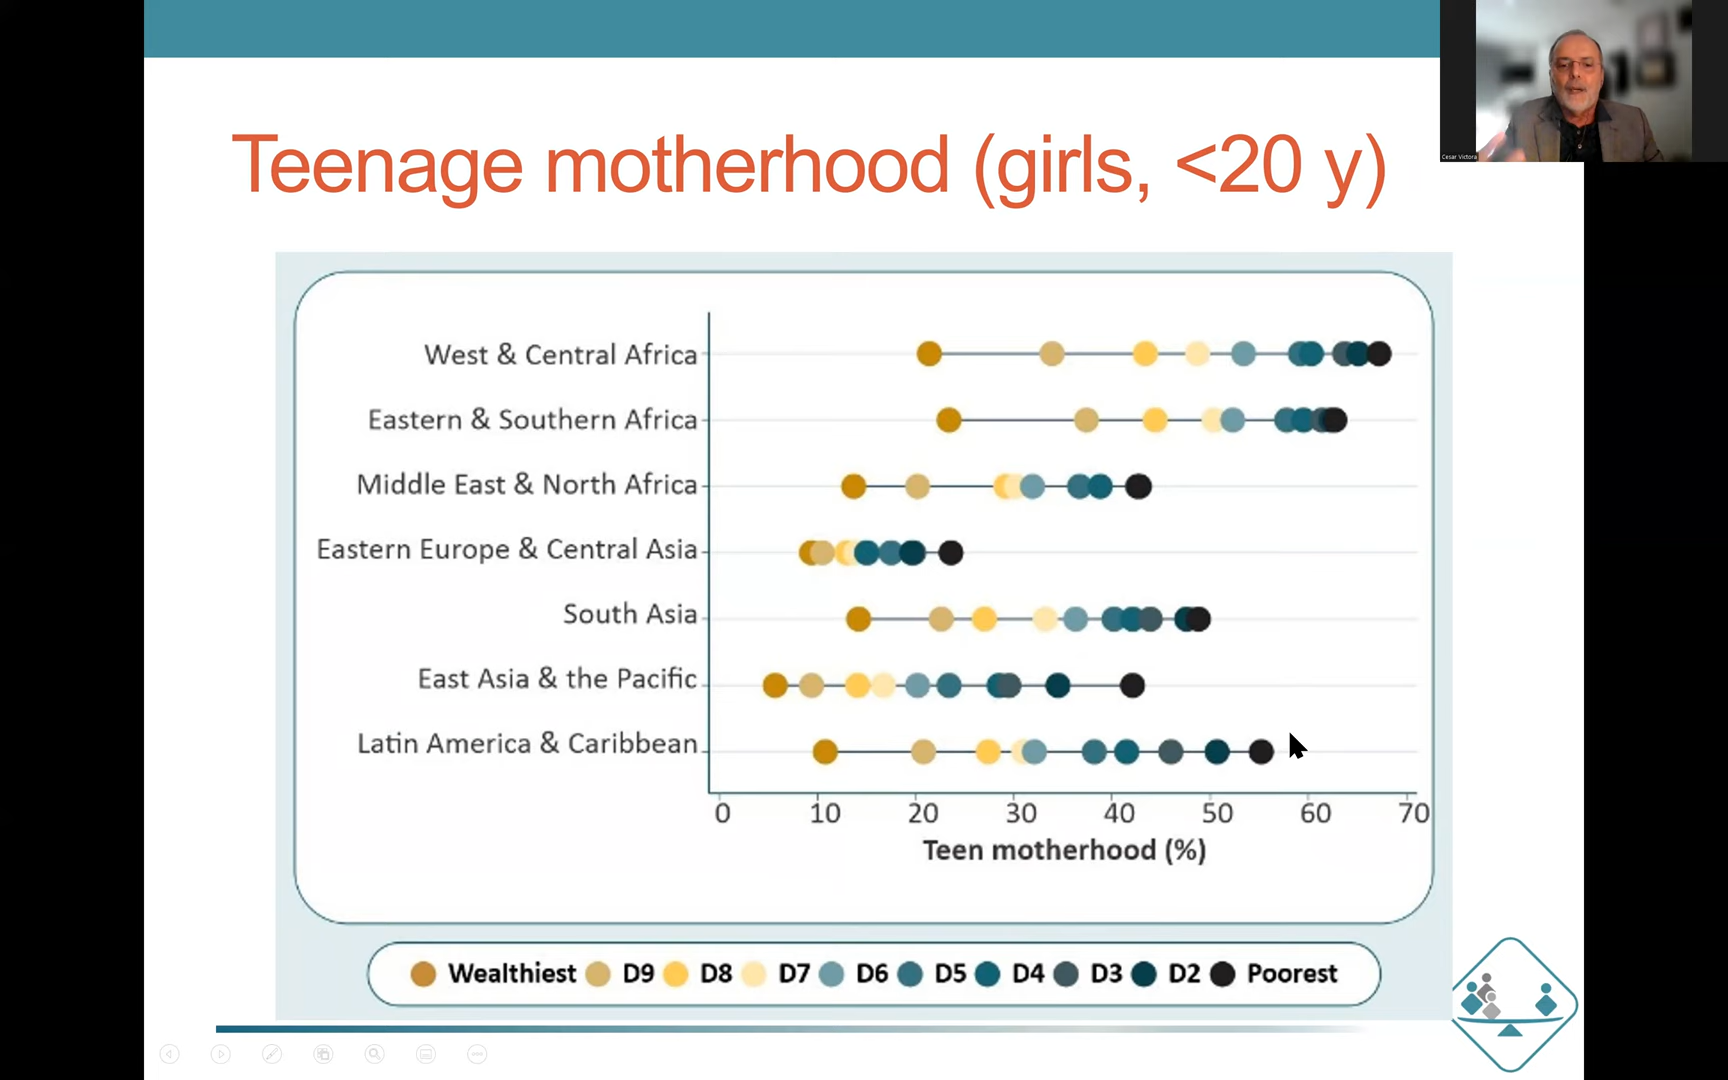 Teenage motherhood (girls, <20 y)
Cesar Victora
West & Central Africa
Eastern & Southern Africa
Middle East & North Africa
Eastern Europe & Central Asia
South Asia
East Asia & the Pacific
Latin America & Caribbean
0 10 20 30 40 50 60 70
Teen motherhood (%)
Wealthiest D9 D8 D7 D6 D5 D4 D3 D2 Poorest